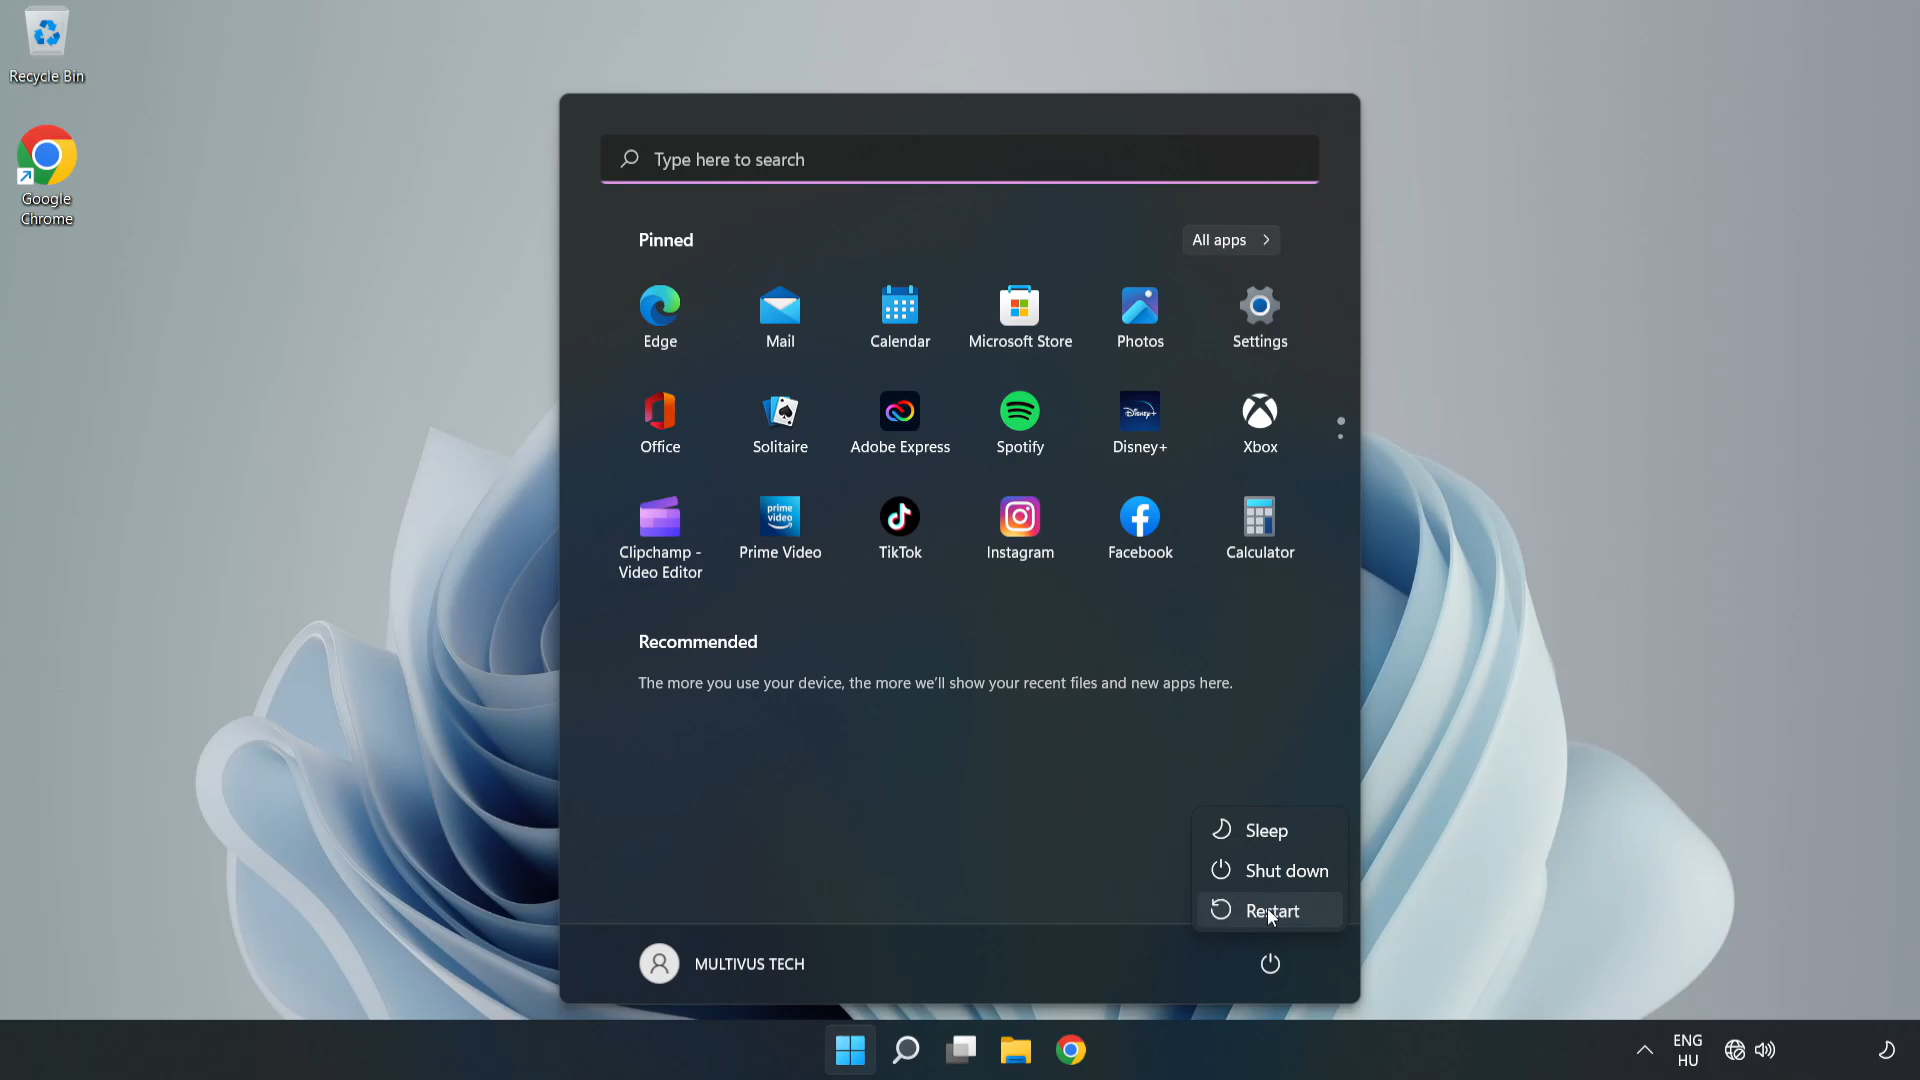 Recycle Bin
Google
Chrome
Type here to search
Pinned
All apps
Edge
Mail
Calendar
Microsoft Store
Photos
Settings
Office
Solitaire
Adobe Express
Spotify
Disney+
Disney+
Xbox
prime
video
Clipchamp -
Video Editor
Prime Video
TikTok
Instagram
Facebook
Calculator
Recommended
The more you use your device, the more we'll show your recent files and new apps here.
Sleep
Shut down
Restart
MULTIVUS TECH
ENG
HU